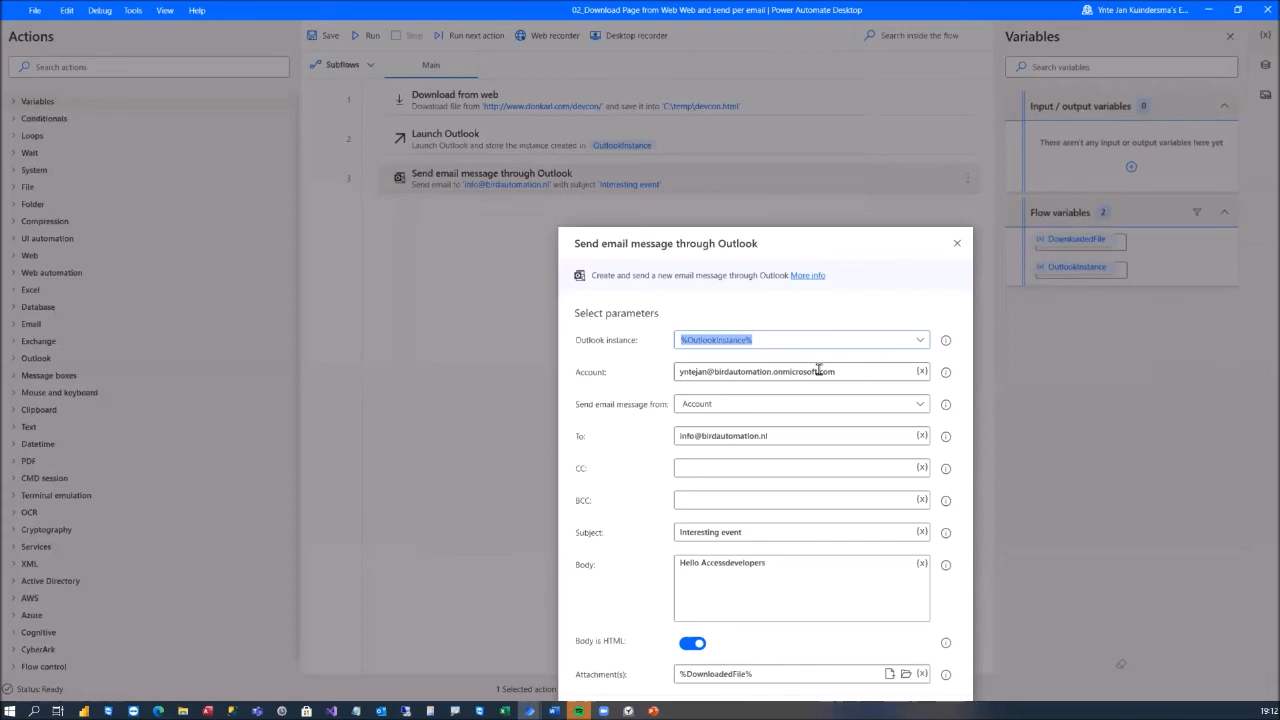 File Edit Debug Tools View Help 02_Download Page from Web Web and send per email | Power Automate Desktop Ynte Jan Kuindersma's E...
Actions
Search actions
Variables
Conditionals
Loops
Wait
System
File
Folder
Compression
UI automation
Web
Web automation
Excel
Database
Email
Exchange
Outlook
Message boxes
Mouse and keyboard
Clipboard
Text
Datetime
PDF
CMD session
Terminal emulation
OCR
Cryptography
Services
XML
Active Directory
AWS
Azure
Cognitive
CyberArk
Flow control
Status: Ready
Save Run Stop Run next action Web recorder Desktop recorder Search inside the flow
Subflows Main
1 Download from web
Download file from 'http://www.donkarl.com/devcon/' and save it into 'C:\temp\devcon.html'
2 Launch Outlook
Launch Outlook and store the instance created in OutlookInstance
3 Send email message through Outlook
Send email to 'info@birdautomation.nl' with subject 'Interesting event'
1 Selected action
Send email message through Outlook
Create and send a new email message through Outlook More info
Select parameters
Outlook instance: %OutlookInstance%
Account: yntejan@birdautomation.onmicrosoft.com {x}
Send email message from: Account
To: info@birdautomation.nl {x}
CC: {x}
BCC: {x}
Subject: Interesting event {x}
Body: Hello Accessdevelopers {x}
Body is HTML:
Attachment(s): %DownloadedFile% {x}
Variables {x}
Search variables
Input / output variables 0
There aren't any input or output variables here yet
Flow variables 2
(x) DownloadedFile
(x) OutlookInstance
19:12